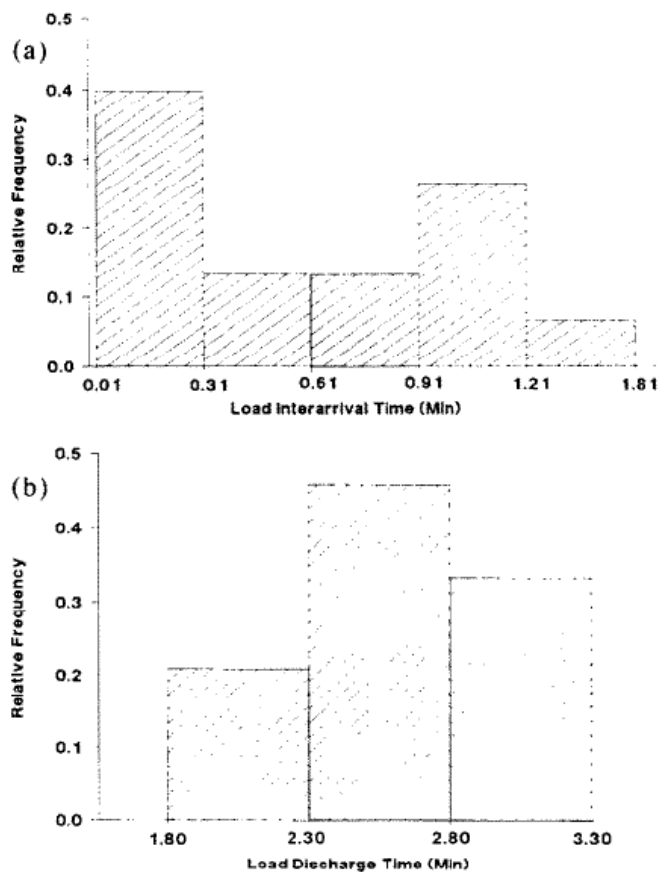 (a)
Relative Frequency
0.5
0.4
0.3
0.2
0.1
0.0
0.01 0.31 0.61 0.91 1.21 1.81
Load Interarrival Time (Min)
(b)
Relative Frequency
0.5
0.4
0.3
0.2
0.1
0.0
1.80 2.30 2.80 3.30
Load Discharge Time (Min)